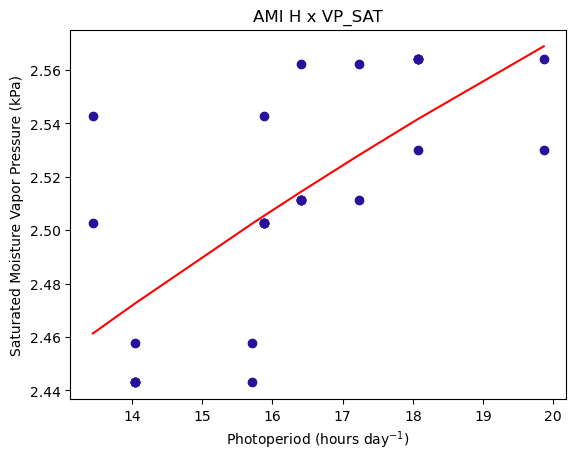 AMI H x VP_SAT
Saturated Moisture Vapor Pressure (kPa)
2.56
2.54
2.52
2.50
2.48
2.46
2.44
14 15 16 17 18 19 20
Photoperiod (hours day⁻¹)